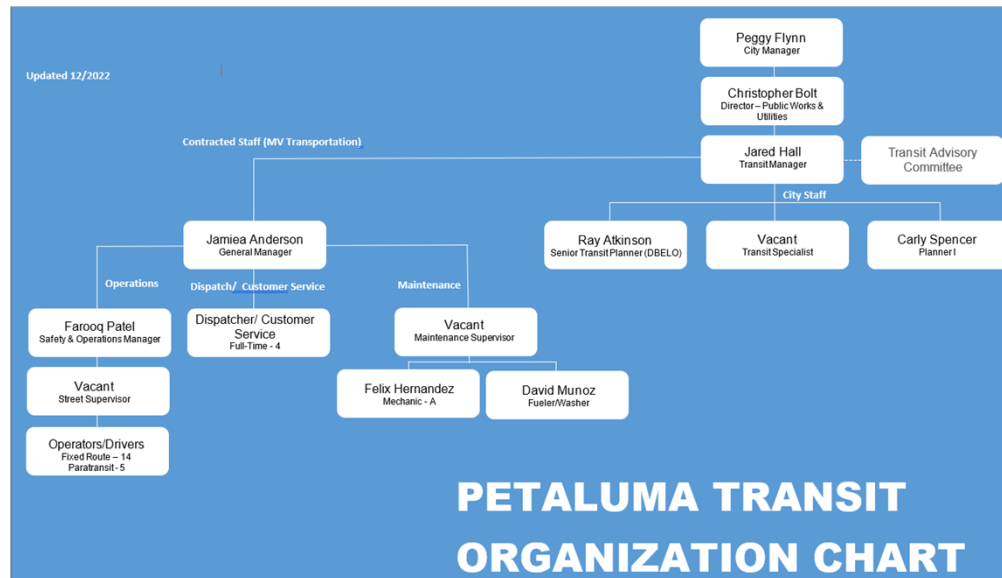 Peggy Flynn
City Manager
Updated 12/2022
Christopher Bolt
Director – Public Works &
Utilities
Contracted Staff (MV Transportation)
Jared Hall
Transit Manager
Transit Advisory
Committee
City Staff
Jamiea Anderson
General Manager
Ray Atkinson
Senior Transit Planner (DBELO)
Vacant
Transit Specialist
Carly Spencer
Planner I
Operations
Dispatch/ Customer Service
Maintenance
Farooq Patel
Safety & Operations Manager
Dispatcher/ Customer
Service
Full-Time - 4
Vacant
Maintenance Supervisor
Vacant
Street Supervisor
Felix Hernandez
Mechanic - A
David Munoz
Fueler/Washer
Operators/Drivers
Fixed Route – 14
Paratransit - 5
PETALUMA TRANSIT
ORGANIZATION CHART